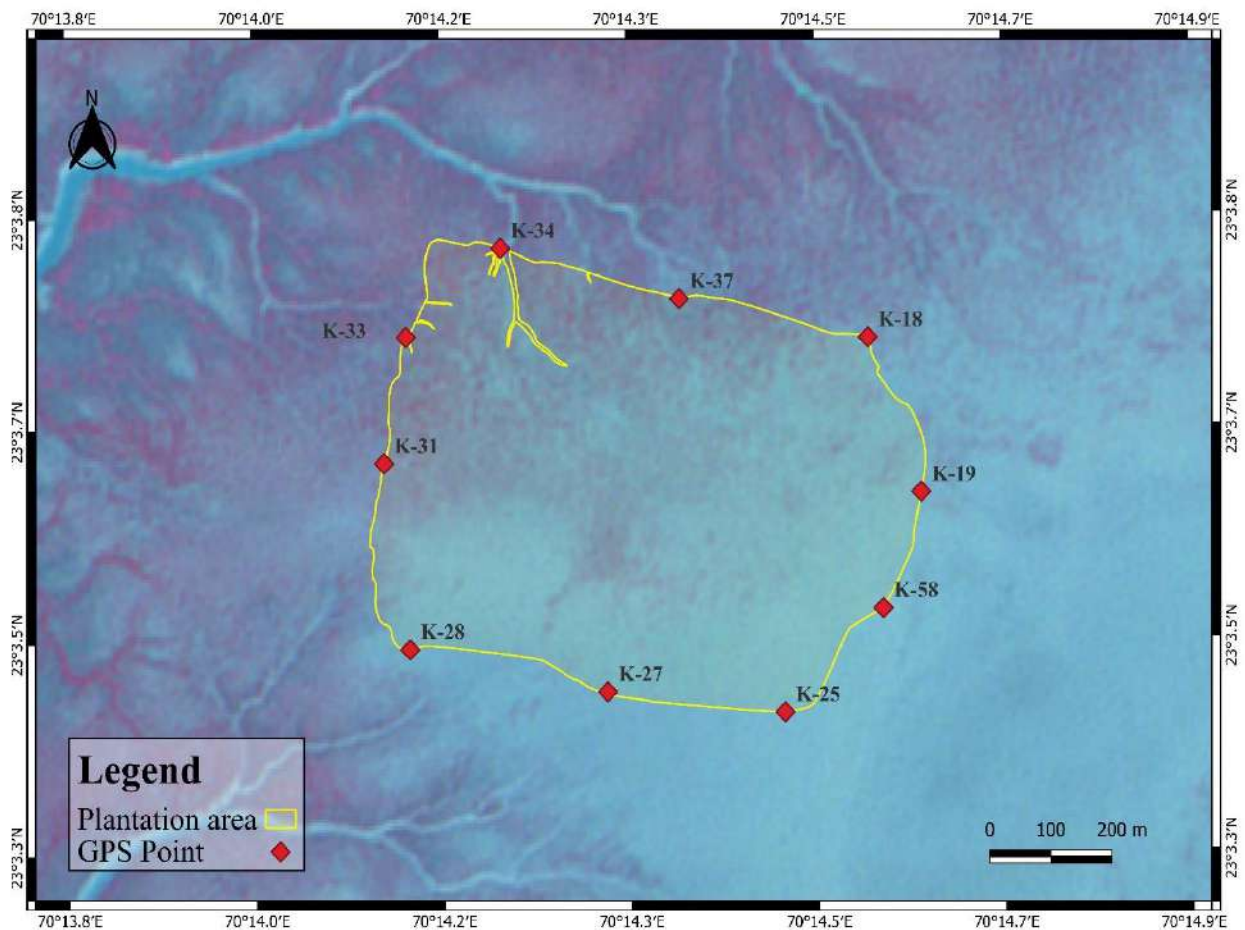 70°13.8'E 70°14.0'E 70°14.2'E 70°14.3'E 70°14.5'E 70°14.7'E 70°14.9'E
N
23°3.8'N 23°3.8'N
K-34
K-37
K-33 K-18
23°3.7'N 23°3.7'N
K-31
K-19
K-58
23°3.5'N 23°3.5'N
K-28
K-27
K-25
Legend
Plantation area
GPS Point
0 100 200 m
23°3.3'N 23°3.3'N
70°13.8'E 70°14.0'E 70°14.2'E 70°14.3'E 70°14.5'E 70°14.7'E 70°14.9'E